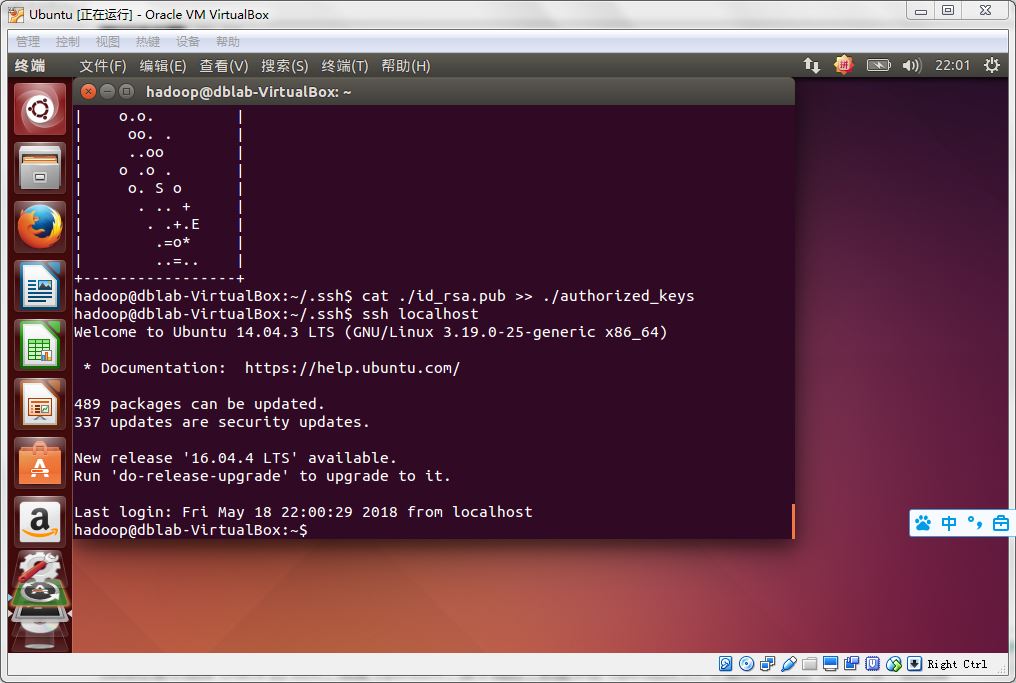 Ubuntu [正在运行] - Oracle VM VirtualBox
管理 控制 视图 热键 设备 帮助
终端 文件(F) 编辑(E) 查看(V) 搜索(S) 终端(T) 帮助(H) 拼 22:01
hadoop@dblab-VirtualBox: ~
|    o.o.         |
|     oo. .       |
|     ..oo        |
|    o .o .       |
|     o. S o      |
|      . .. +     |
|       . .+.E    |
|        .=o*     |
|        ..=..    |
+-----------------+
hadoop@dblab-VirtualBox:~/.ssh$ cat ./id_rsa.pub >> ./authorized_keys
hadoop@dblab-VirtualBox:~/.ssh$ ssh localhost
Welcome to Ubuntu 14.04.3 LTS (GNU/Linux 3.19.0-25-generic x86_64)
* Documentation:  https://help.ubuntu.com/
489 packages can be updated.
337 updates are security updates.
New release '16.04.4 LTS' available.
Run 'do-release-upgrade' to upgrade to it.
Last login: Fri May 18 22:00:29 2018 from localhost
hadoop@dblab-VirtualBox:~$
中 °,
Right Ctrl